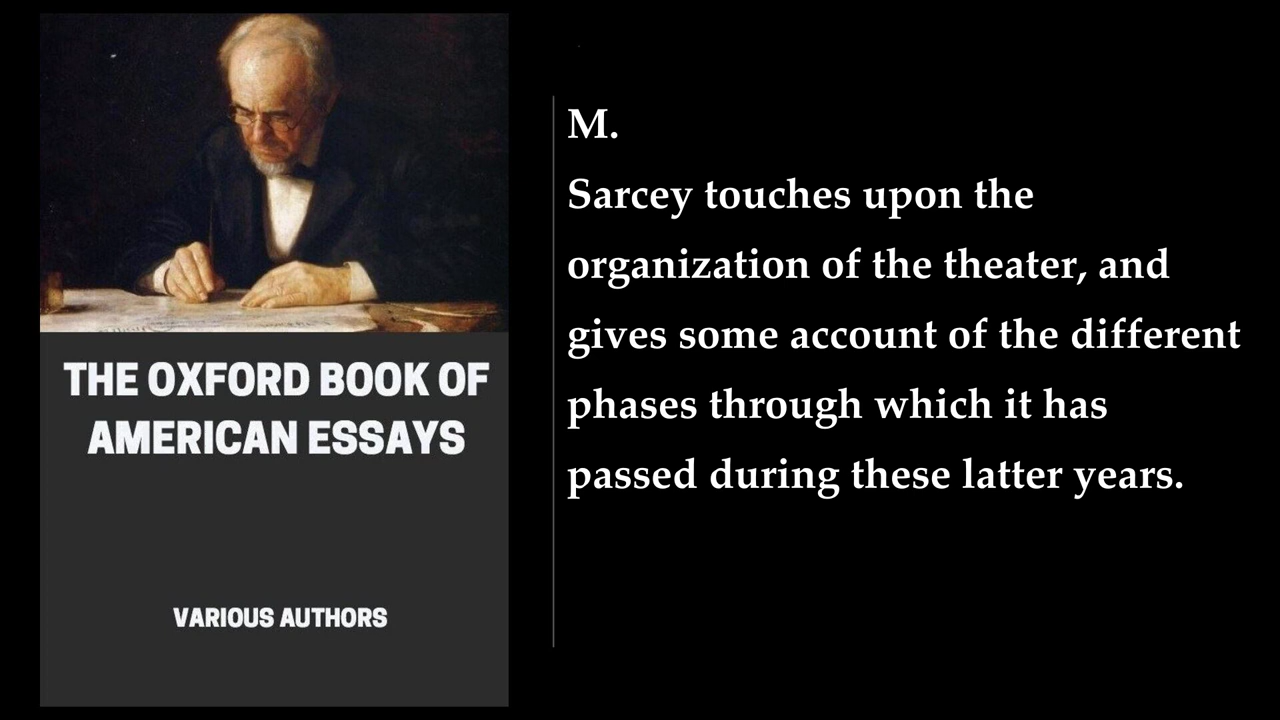 THE OXFORD BOOK OF
AMERICAN ESSAYS
VARIOUS AUTHORS
M.
Sarcey touches upon the
organization of the theater, and
gives some account of the different
phases through which it has
passed during these latter years.